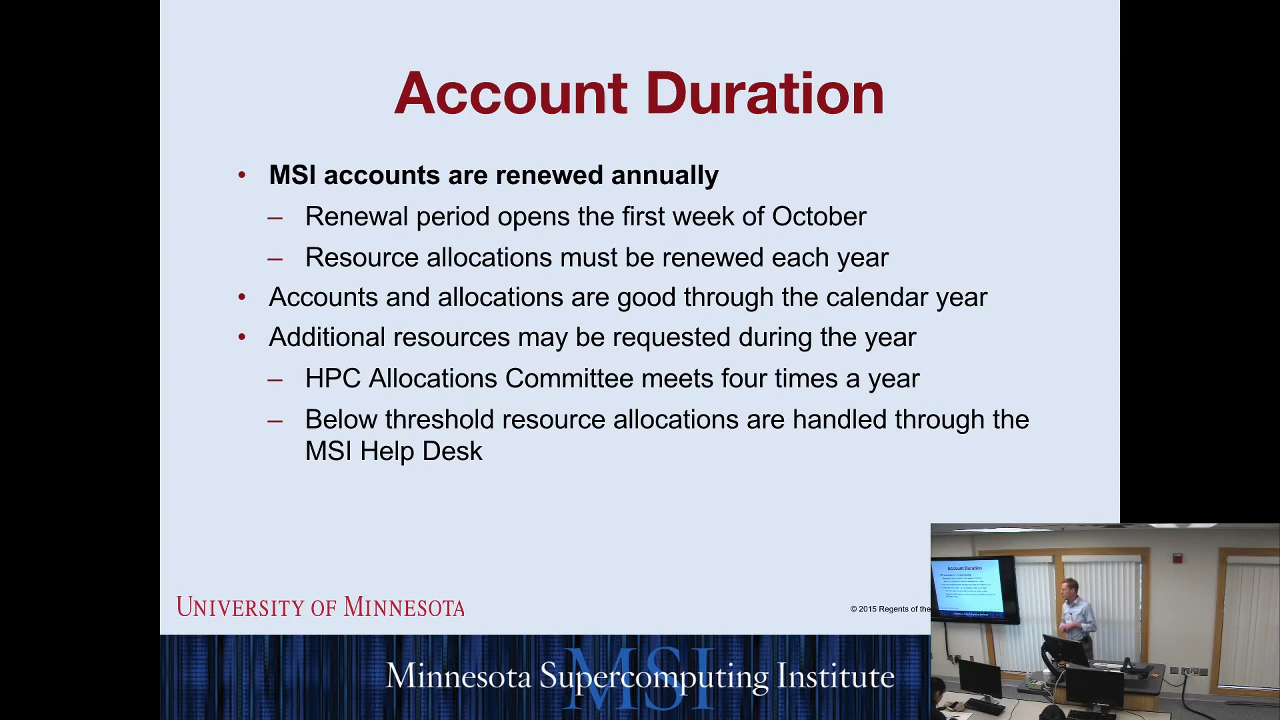 Account Duration
• MSI accounts are renewed annually
– Renewal period opens the first week of October
– Resource allocations must be renewed each year
• Accounts and allocations are good through the calendar year
• Additional resources may be requested during the year
– HPC Allocations Committee meets four times a year
– Below threshold resource allocations are handled through the
MSI Help Desk
Account Duration
UNIVERSITY OF MINNESOTA
© 2015 Regents of the
MSI
Minnesota Supercomputing Institute